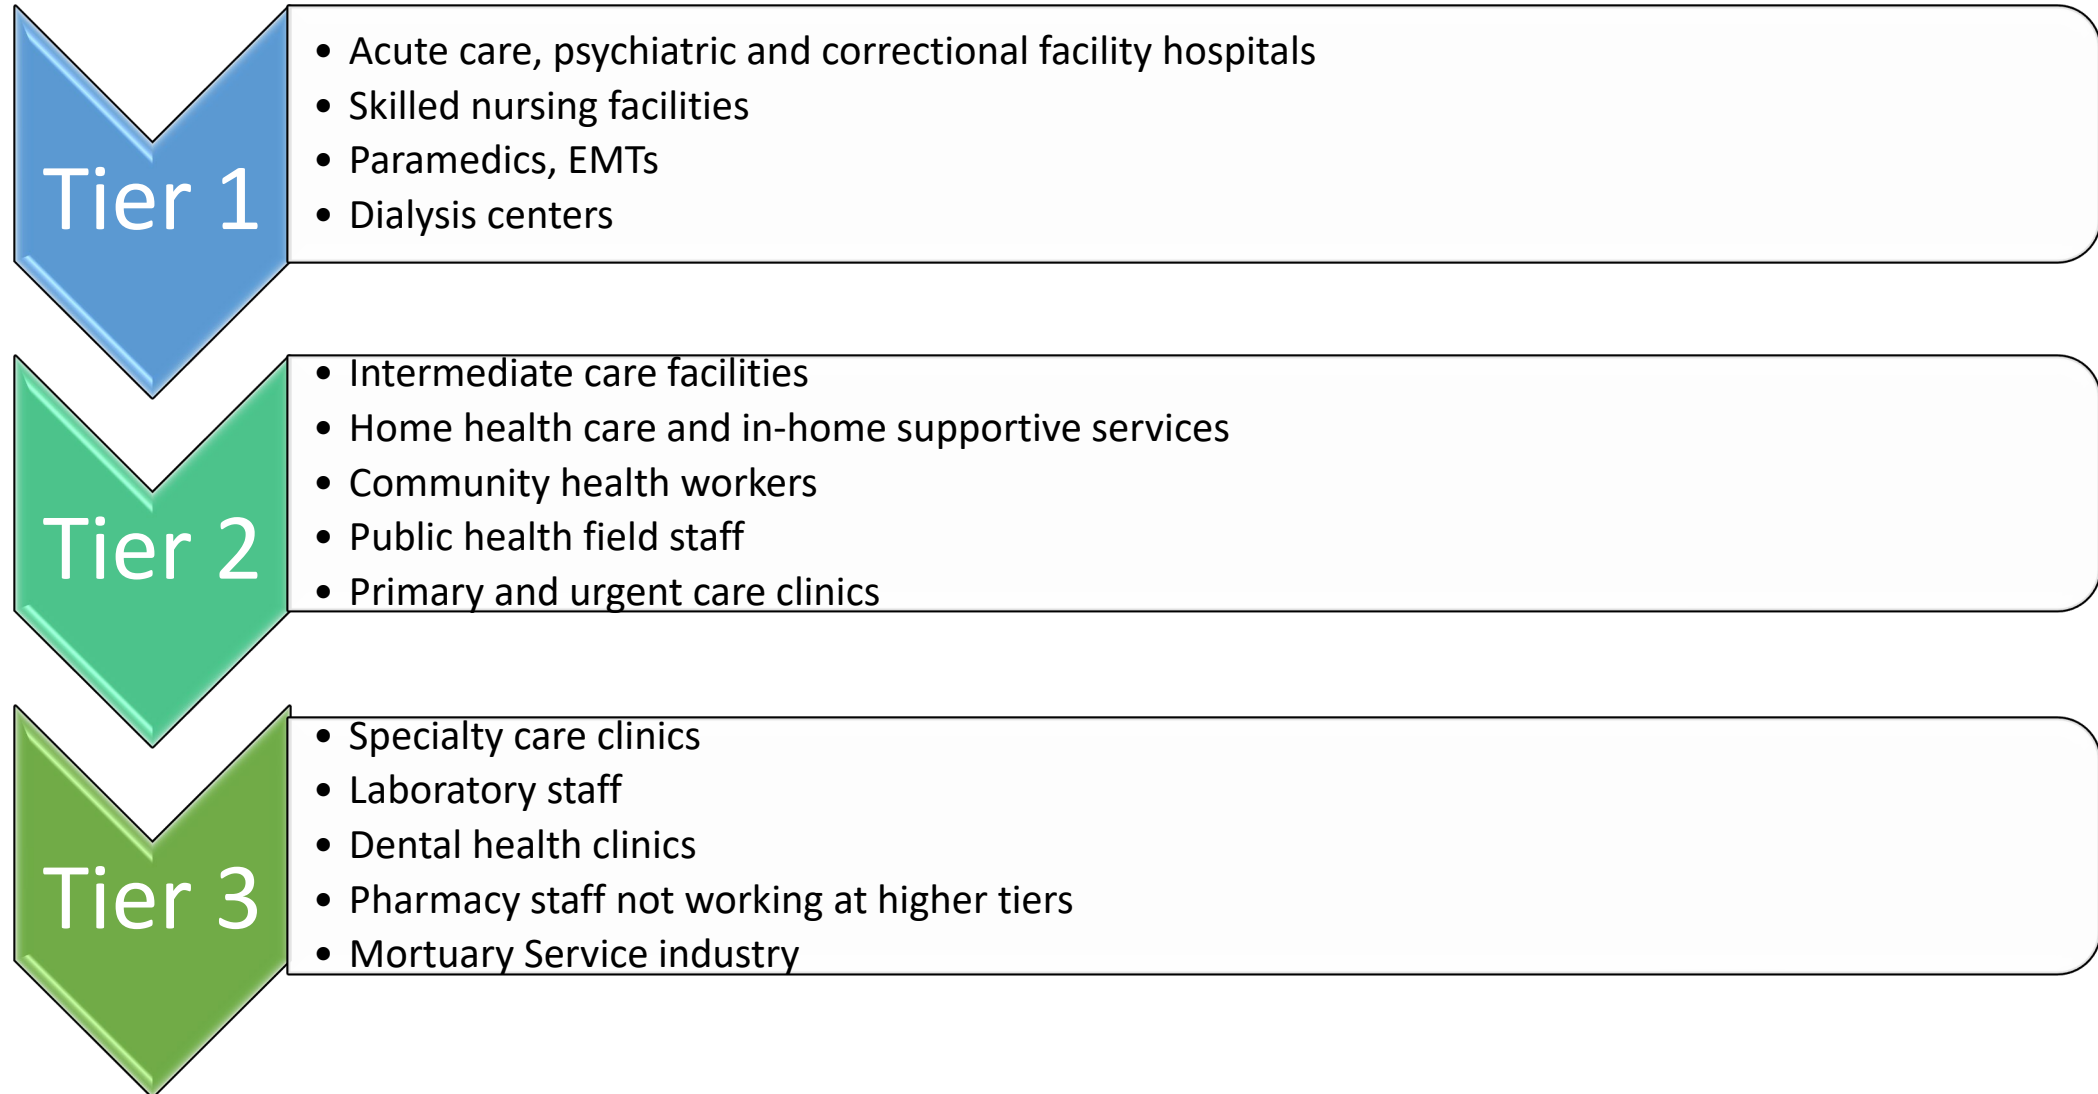 Tier 1
• Acute care, psychiatric and correctional facility hospitals
• Skilled nursing facilities
• Paramedics, EMTs
• Dialysis centers
Tier 2
• Intermediate care facilities
• Home health care and in-home supportive services
• Community health workers
• Public health field staff
• Primary and urgent care clinics
Tier 3
• Specialty care clinics
• Laboratory staff
• Dental health clinics
• Pharmacy staff not working at higher tiers
• Mortuary Service industry